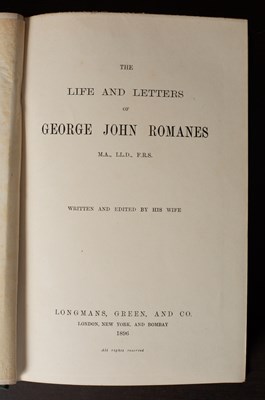 THE
LIFE AND LETTERS
OF
GEORGE JOHN ROMANES
M.A., LL.D., F.R.S.
WRITTEN AND EDITED BY HIS WIFE
LONGMANS, GREEN, AND CO.
LONDON, NEW YORK, AND BOMBAY
1896
All rights reserved